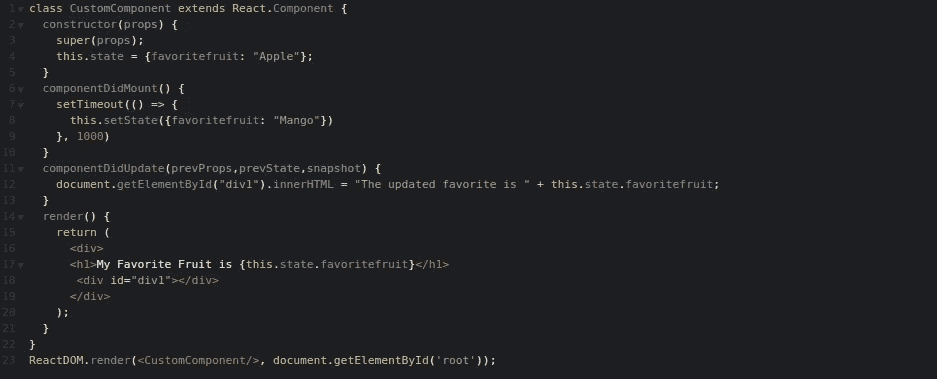 1 class CustomComponent extends React.Component {
2 constructor(props) {
3 super(props);
4 this.state = {favoritefruit: "Apple"};
5 }
6 componentDidMount() {
7 setTimeout(() => {
8 this.setState({favoritefruit: "Mango"})
9 }, 1000)
10 }
11 componentDidUpdate(prevProps,prevState,snapshot) {
12 document.getElementById("div1").innerHTML = "The updated favorite is " + this.state.favoritefruit;
13 }
14 render() {
15 return (
16 <div>
17 <h1>My Favorite Fruit is {this.state.favoritefruit}</h1>
18 <div id="div1"></div>
19 </div>
20 );
21 }
22 }
23 ReactDOM.render(<CustomComponent/>, document.getElementById('root'));